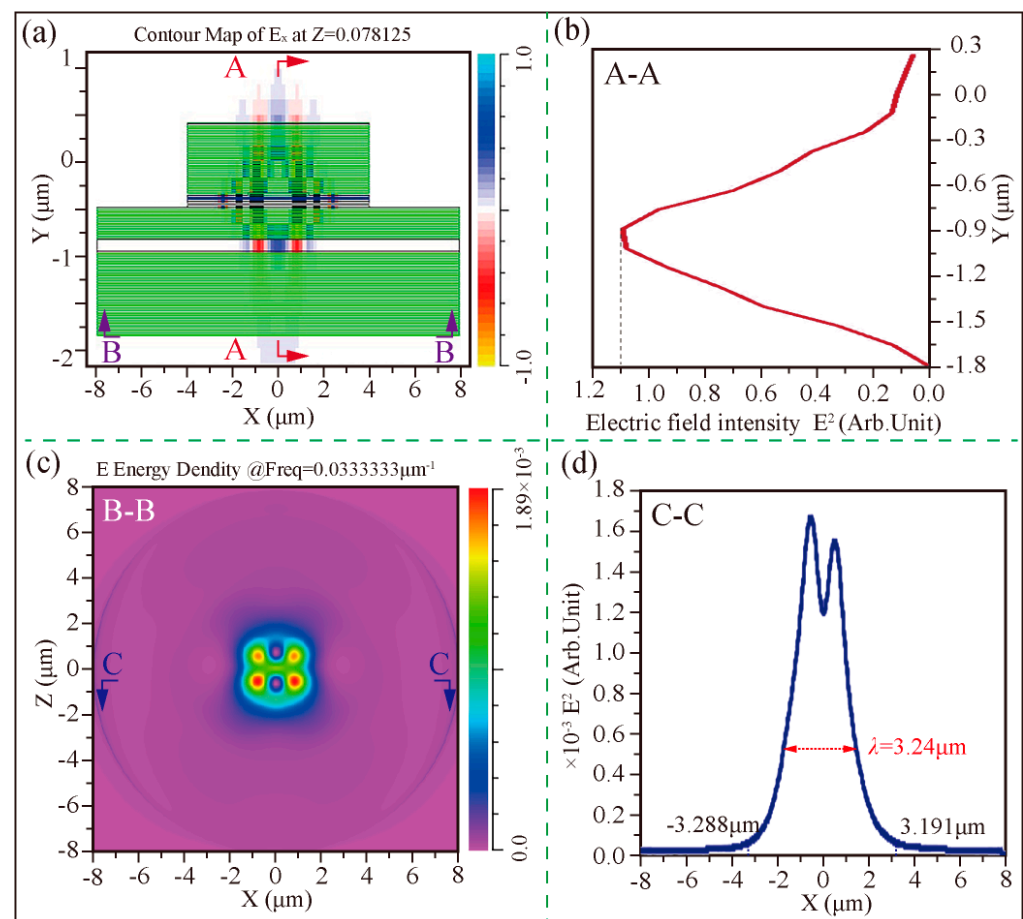 (a)
Contour Map of Ex at Z=0.078125
A
A
B
B
1
0
-1
-2
Y (μm)
-8 -6 -4 -2 0 2 4 6 8
X (μm)
1.0
-1.0
(b)
A-A
0.3
0.0
-0.3
-0.6
-0.9
-1.2
-1.5
-1.8
Y (μm)
1.2 1.0 0.8 0.6 0.4 0.2 0.0
Electric field intensity E² (Arb.Unit)
(c)
E Energy Dendity @Freq=0.0333333μm⁻¹
B-B
C
C
8
6
4
2
0
-2
-4
-6
-8
Z (μm)
-8 -6 -4 -2 0 2 4 6 8
X (μm)
1.89×10⁻³
0.0
(d)
C-C
1.8
1.6
1.4
1.2
1.0
0.8
0.6
0.4
0.2
0.0
×10⁻³ E² (Arb.Unit)
λ=3.24μm
-3.288μm
3.191μm
-8 -6 -4 -2 0 2 4 6 8
X (μm)